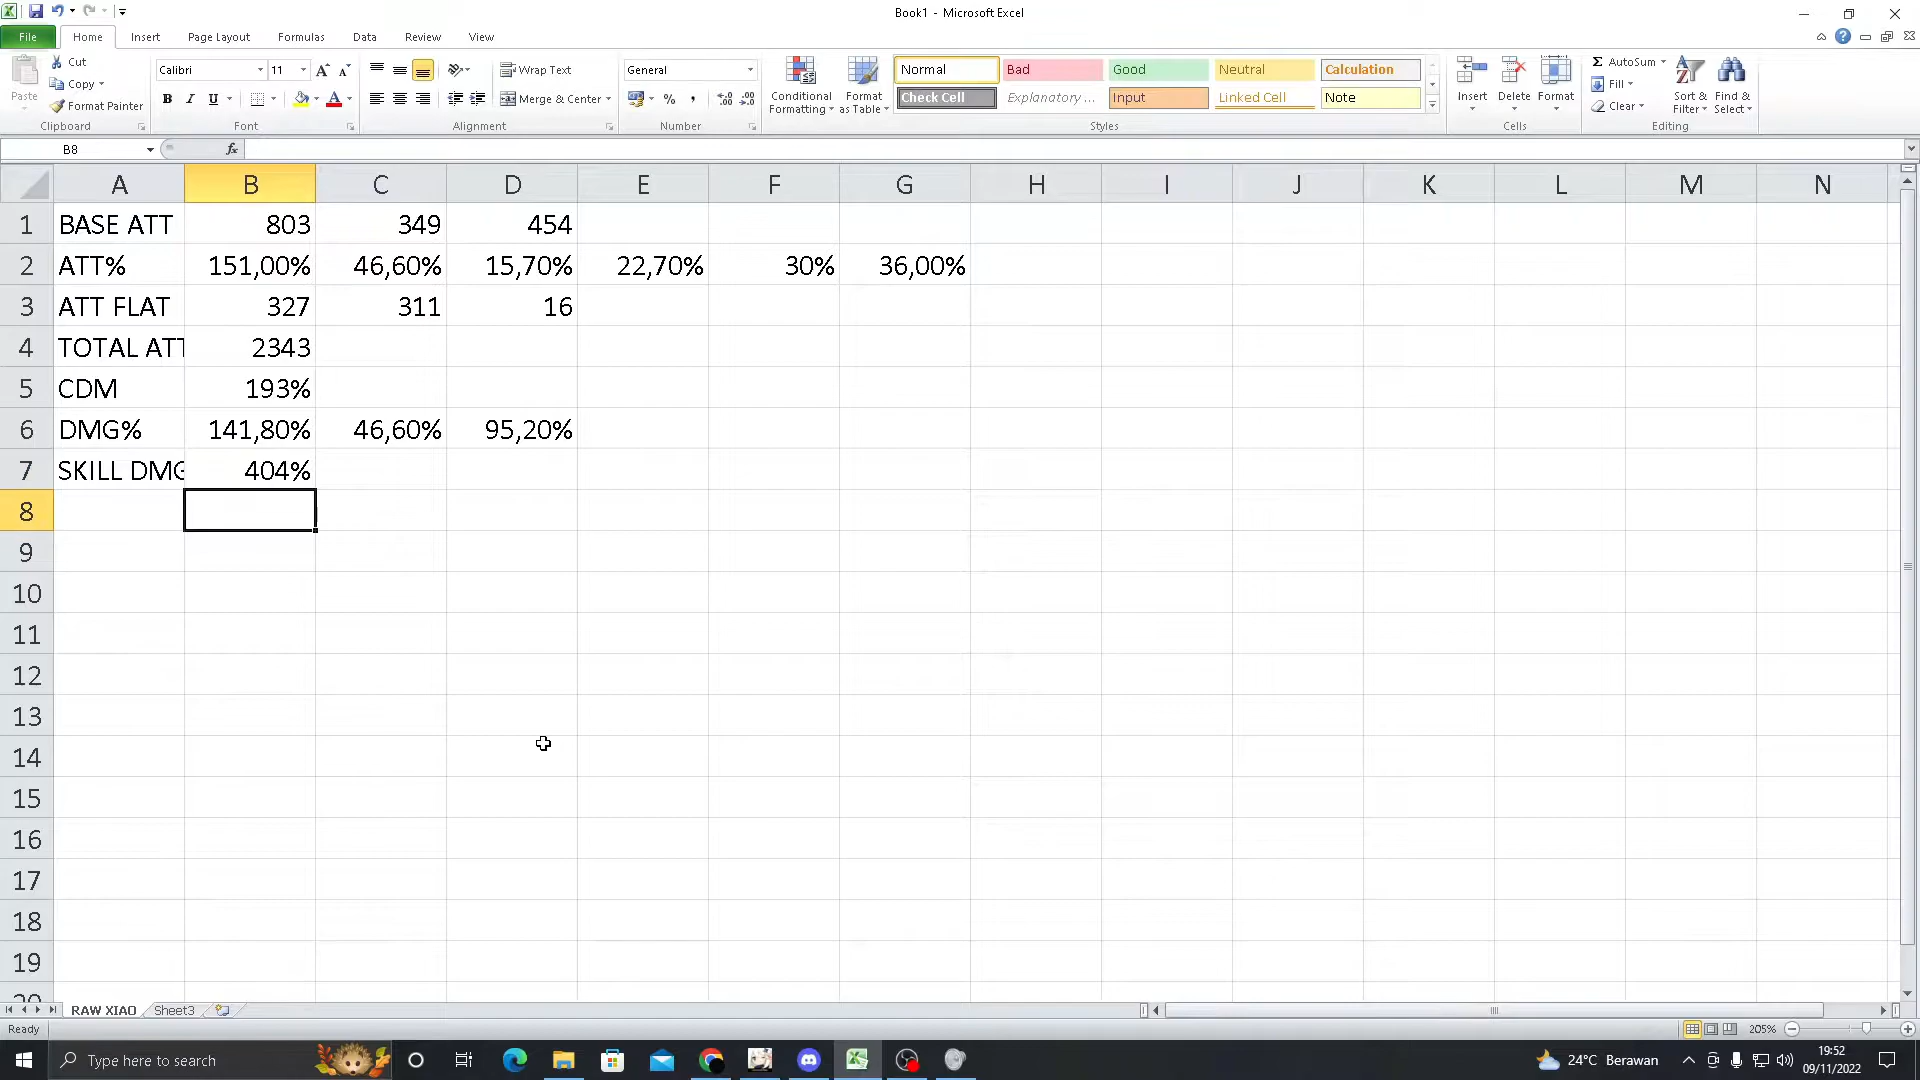 Book1 - Microsoft Excel
File Home Insert Page Layout Formulas Data Review View
Paste
Cut
Copy
Format Painter
Clipboard
Calibri 11
B I U
Font
Wrap Text
Merge & Center
Alignment
General
Number
Conditional Formatting
Format as Table
Normal Bad Good Neutral Calculation
Check Cell Explanatory ... Input Linked Cell Note
Styles
Insert Delete Format
Cells
AutoSum
Fill
Clear
Sort & Filter
Find & Select
Editing
B8
fx
A B C D E F G H I J K L M N
1 BASE ATT 803 349 454
2 ATT% 151,00% 46,60% 15,70% 22,70% 30% 36,00%
3 ATT FLAT 327 311 16
4 TOTAL ATT 2343
5 CDM 193%
6 DMG% 141,80% 46,60% 95,20%
7 SKILL DMG 404%
8
9
10
11
12
13
14
15
16
17
18
19
20
RAW XIAO Sheet3
Ready
205%
Type here to search
24°C Berawan
19:52
09/11/2022